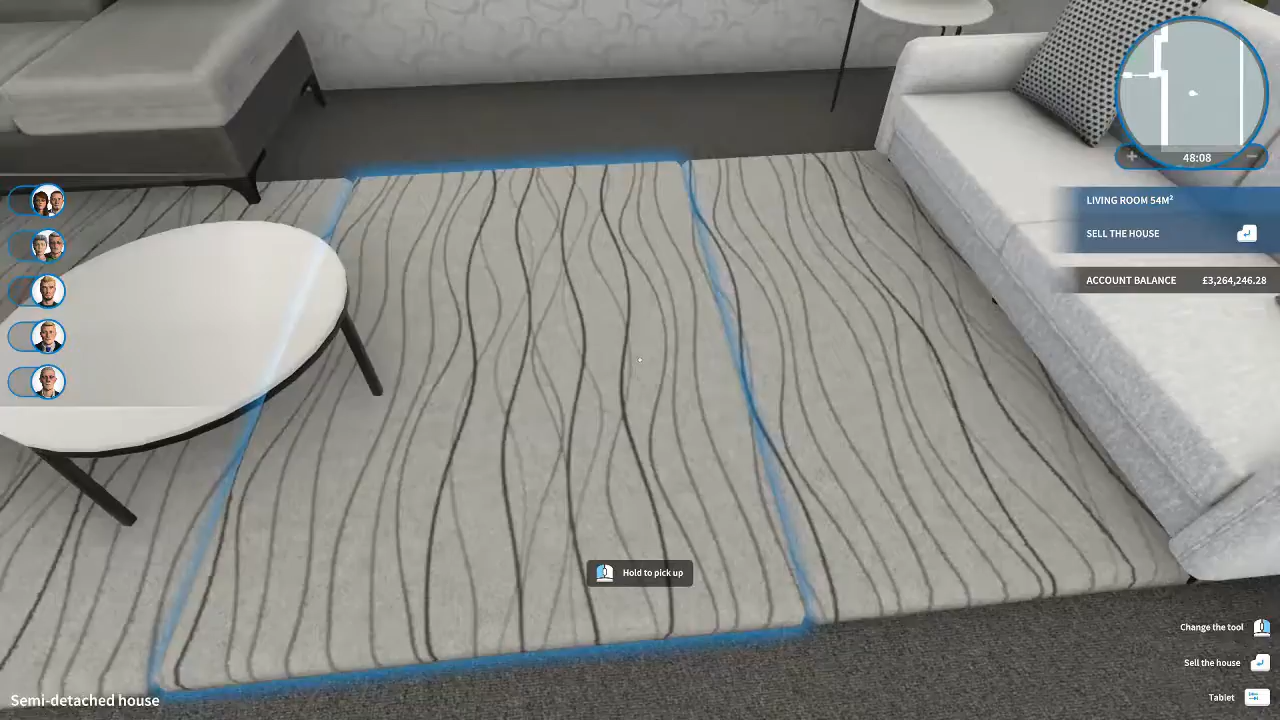 48:08
LIVING ROOM 54M²
SELL THE HOUSE
ACCOUNT BALANCE £3,264,246.28
Hold to pick up
Change the tool
Sell the house
Tablet
Semi-detached house